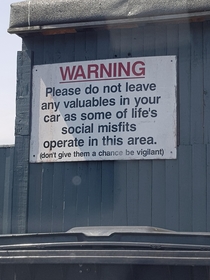 WARNING
Please do not leave
any valuables in your
car as some of life's
social misfits
operate in this area.
(don't give them a chance be vigilant)